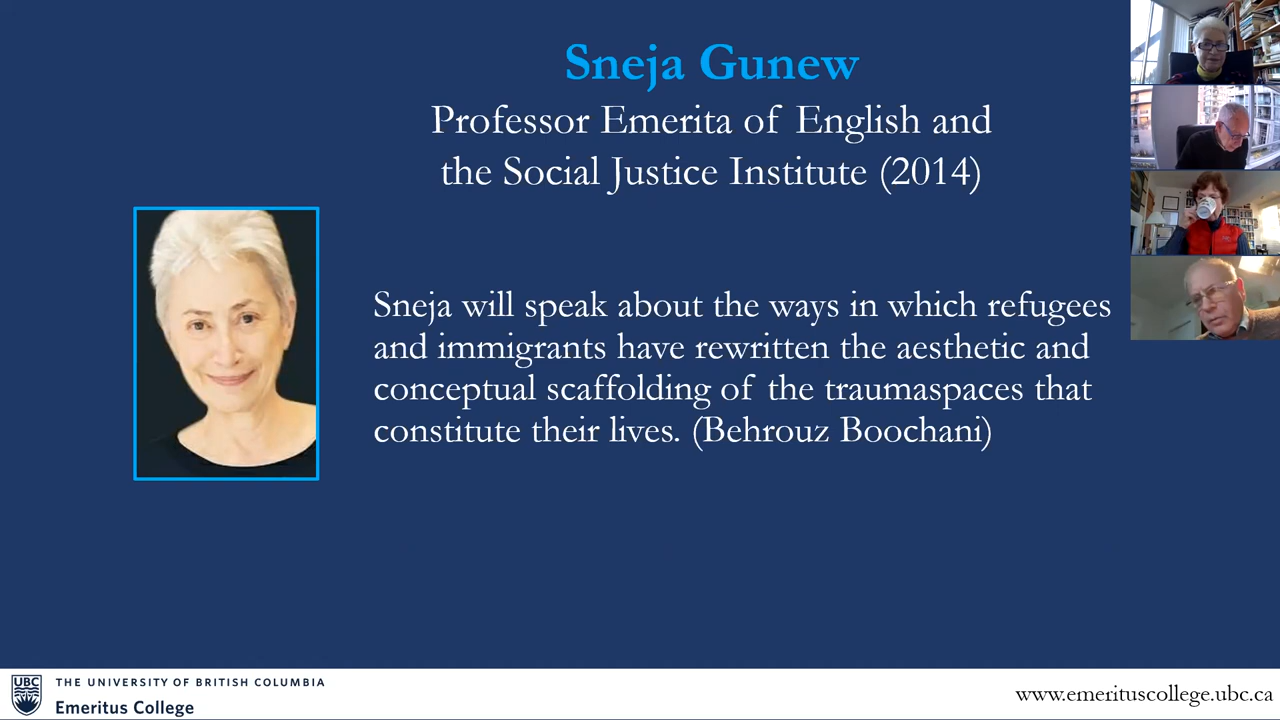 Sneja Gunew
Professor Emerita of English and
the Social Justice Institute (2014)
Sneja will speak about the ways in which refugees
and immigrants have rewritten the aesthetic and
conceptual scaffolding of the traumaspaces that
constitute their lives. (Behrouz Boochani)
UBC
THE UNIVERSITY OF BRITISH COLUMBIA
Emeritus College
www.emerituscollege.ubc.ca